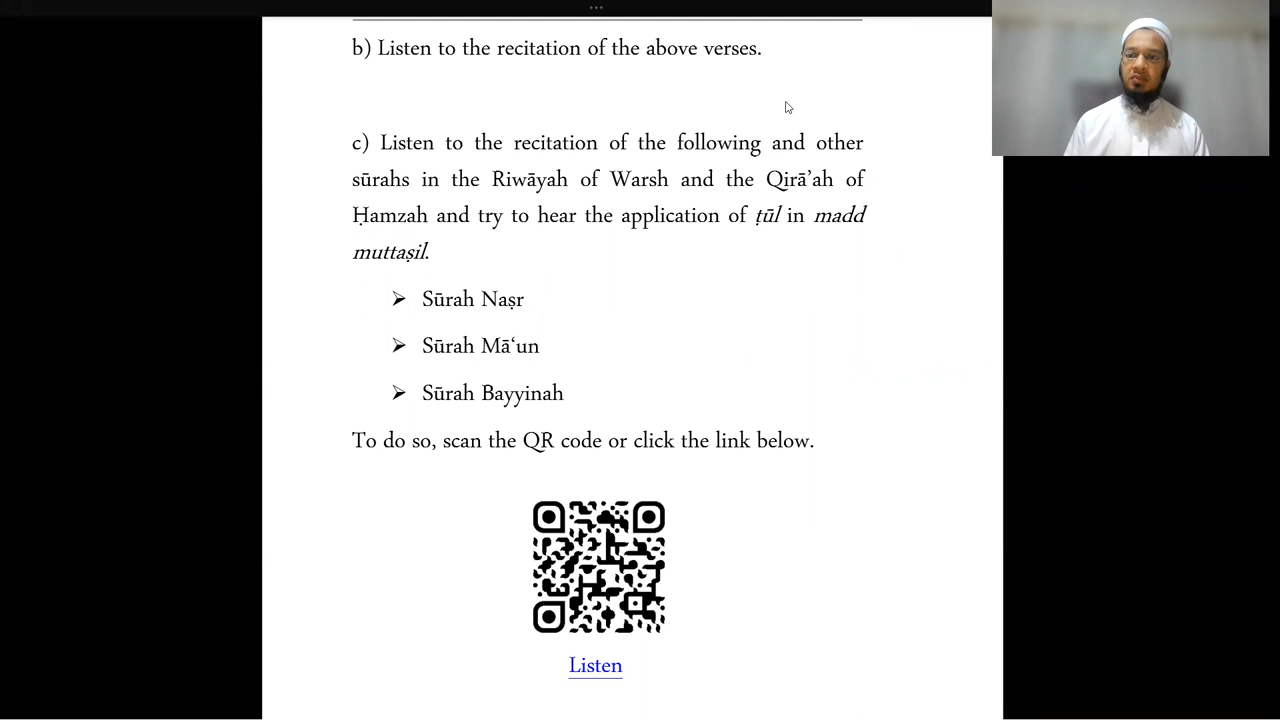 b) Listen to the recitation of the above verses.
c) Listen to the recitation of the following and other
sūrahs in the Riwāyah of Warsh and the Qirā’ah of
Ḥamzah and try to hear the application of ṭūl in madd
muttaṣil.
➢ Sūrah Naṣr
➢ Sūrah Mā‘un
➢ Sūrah Bayyinah
To do so, scan the QR code or click the link below.
Listen